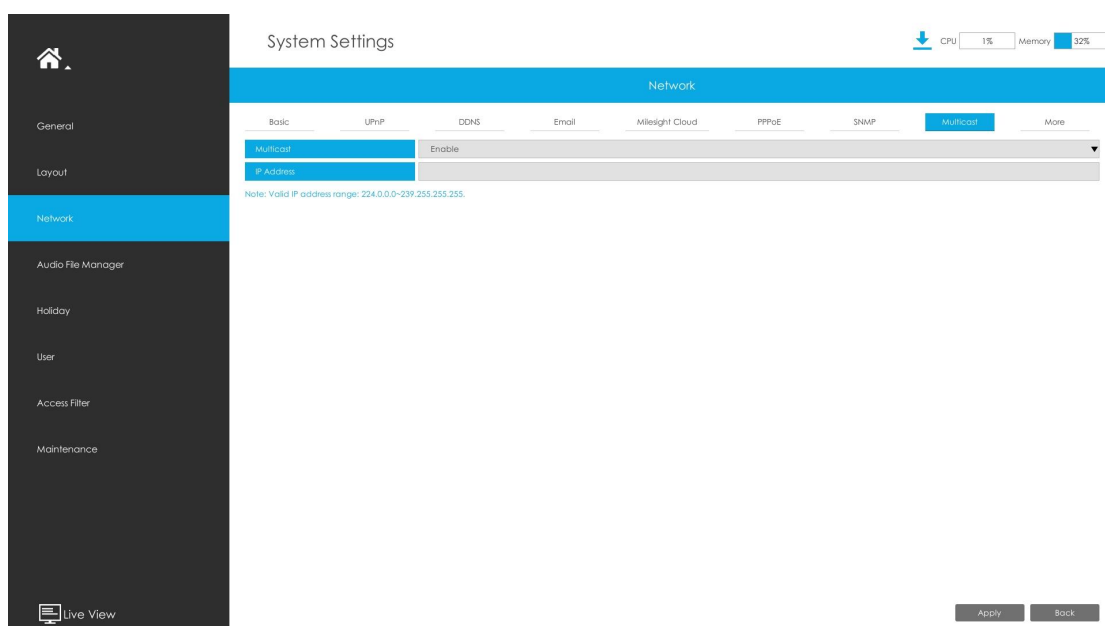 System Settings
CPU 1% Memory 32%
Network
General
Layout
Network
Audio File Manager
Holiday
User
Access Filter
Maintenance
Live View
Basic UPnP DDNS Email Milesight Cloud PPPoE SNMP Multicast More
Multicast Enable
IP Address
Note: Valid IP address range: 224.0.0.0~239.255.255.255.
Apply Back